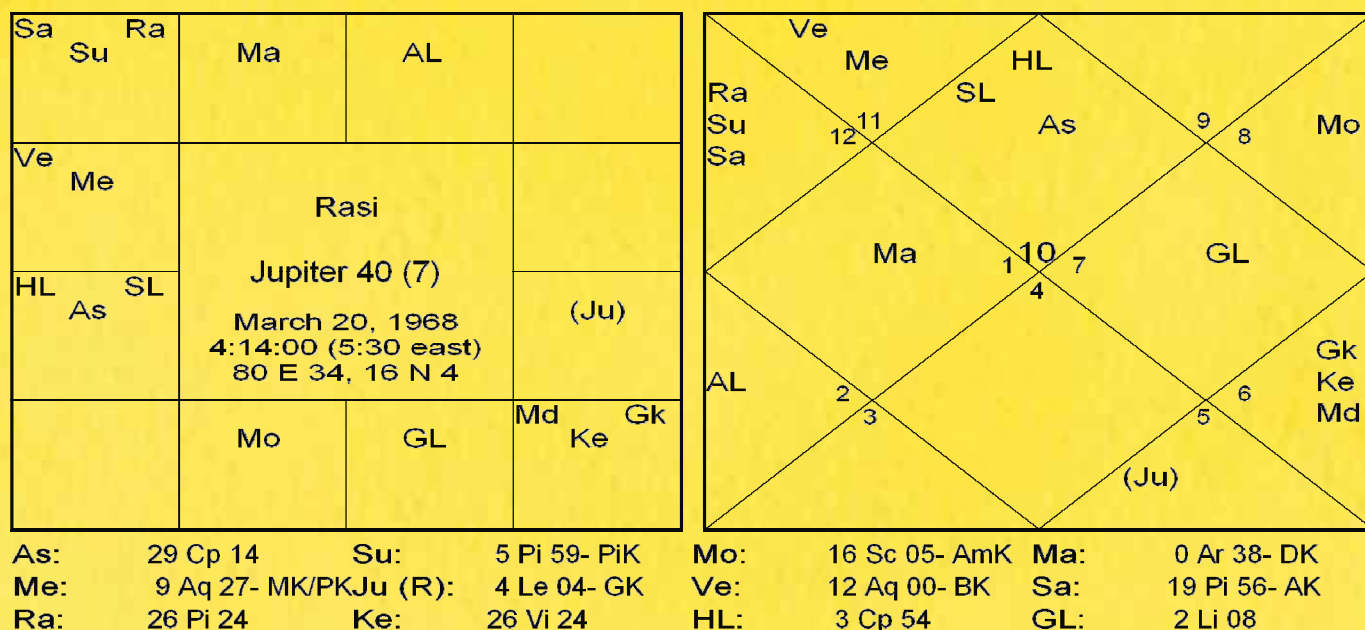 Sa Ra
Su
Ma
AL
Ve
Me
Rasi
Jupiter 40 (7)
March 20, 1968
4:14:00 (5:30 east)
80 E 34, 16 N 4
HL SL
As
(Ju)
Mo
GL
Md Gk
Ke
Ve
Me
HL
SL
As
Ra
Su
Sa
12 11
9 8
Mo
Ma
1 10 7
4
GL
AL
2
3
6
5
Gk
Ke
Md
(Ju)
As: 29 Cp 14 Su: 5 Pi 59- PiK Mo: 16 Sc 05- AmK Ma: 0 Ar 38- DK
Me: 9 Aq 27- MK/PK Ju (R): 4 Le 04- GK Ve: 12 Aq 00- BK Sa: 19 Pi 56- AK
Ra: 26 Pi 24 Ke: 26 Vi 24 HL: 3 Cp 54 GL: 2 Li 08